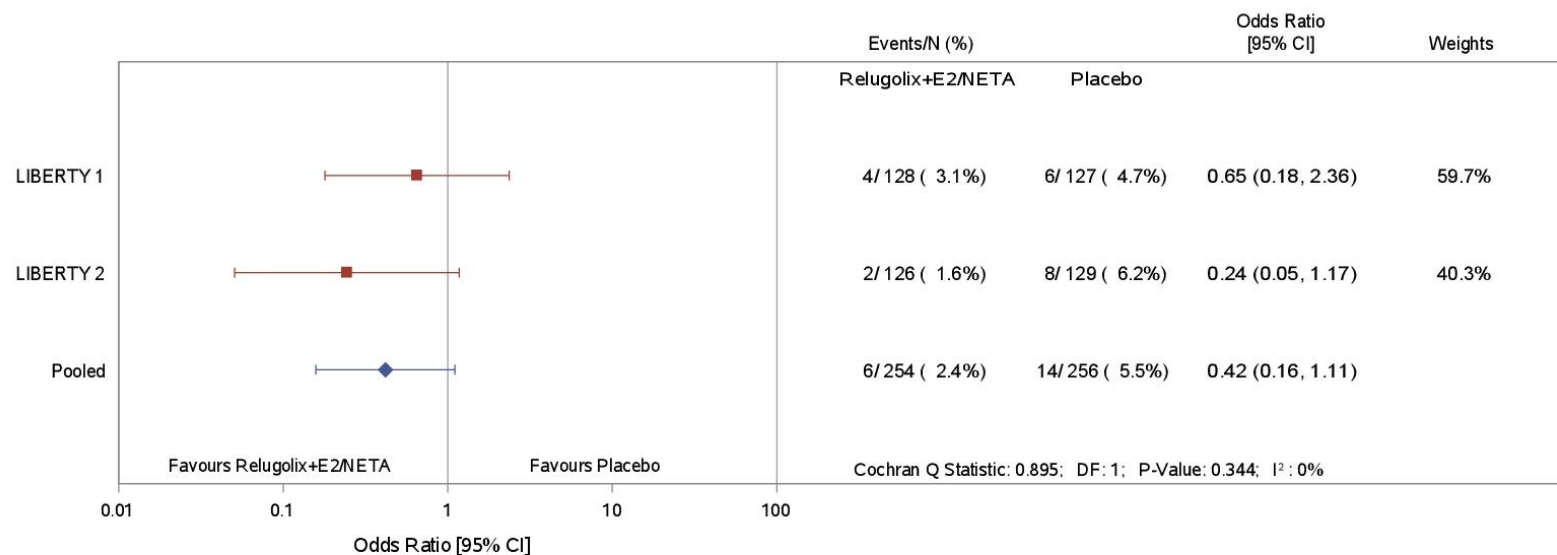 Events/N (%) Odds Ratio [95% CI] Weights
Relugolix+E2/NETA Placebo
LIBERTY 1 4/ 128 ( 3.1%) 6/ 127 ( 4.7%) 0.65 (0.18, 2.36) 59.7%
LIBERTY 2 2/ 126 ( 1.6%) 8/ 129 ( 6.2%) 0.24 (0.05, 1.17) 40.3%
Pooled 6/ 254 ( 2.4%) 14/ 256 ( 5.5%) 0.42 (0.16, 1.11)
Favours Relugolix+E2/NETA Favours Placebo Cochran Q Statistic: 0.895; DF: 1; P-Value: 0.344; I² : 0%
0.01 0.1 1 10 100
Odds Ratio [95% CI]